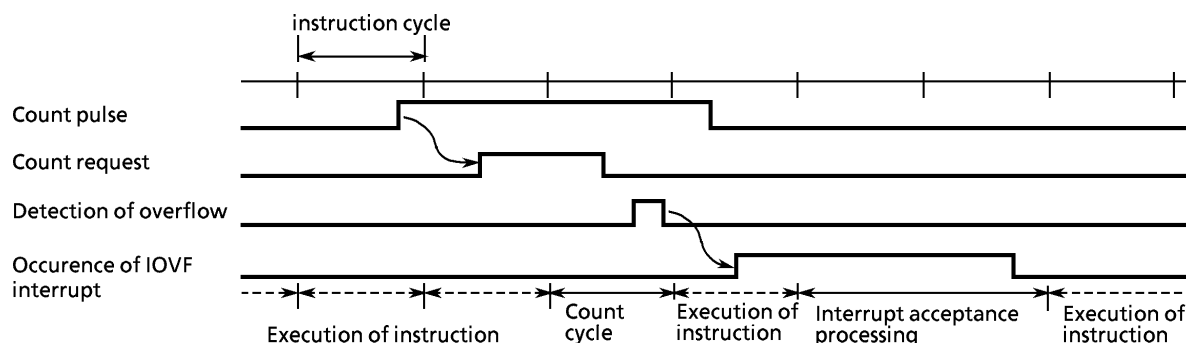 instruction cycle
Count pulse
Count request
Detection of overflow
Occurence of IOVF
interrupt
Execution of instruction
Count
cycle
Execution of
instruction
Interrupt acceptance
processing
Execution of
instruction